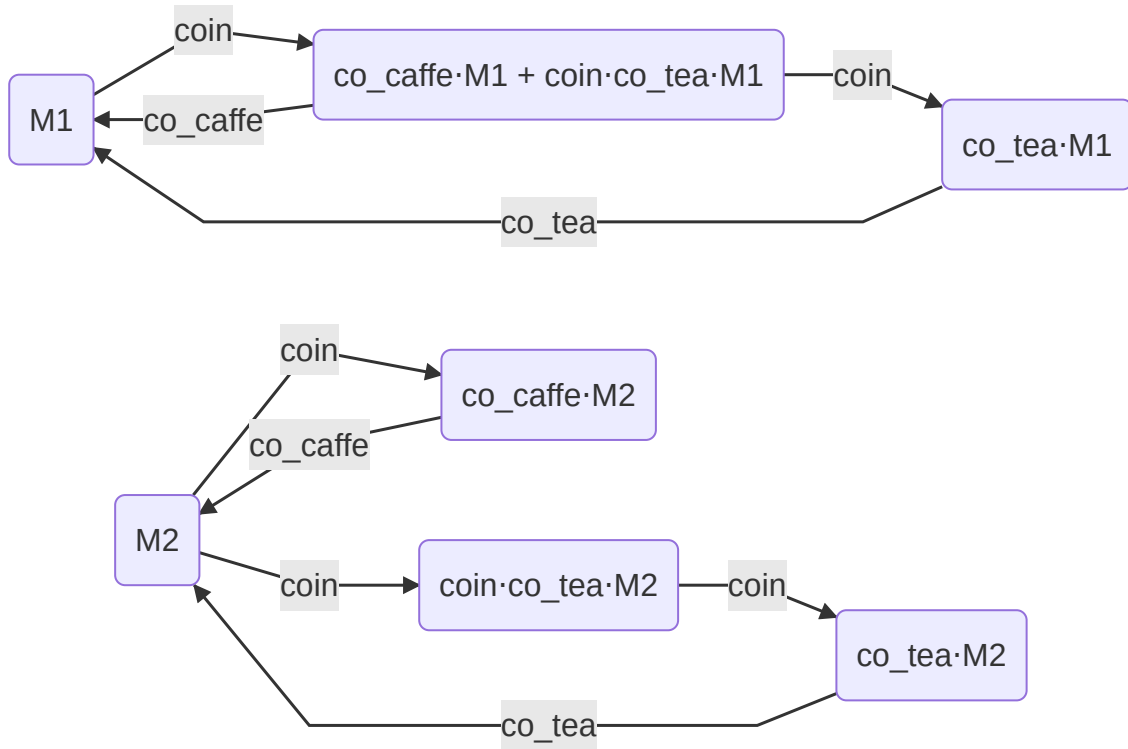 coin
co_caffe·M1 + coin·co_tea·M1
coin
M1
co_caffe
co_tea·M1
co_tea
coin
co_caffe·M2
co_caffe
M2
coin
coin·co_tea·M2
coin
co_tea·M2
co_tea